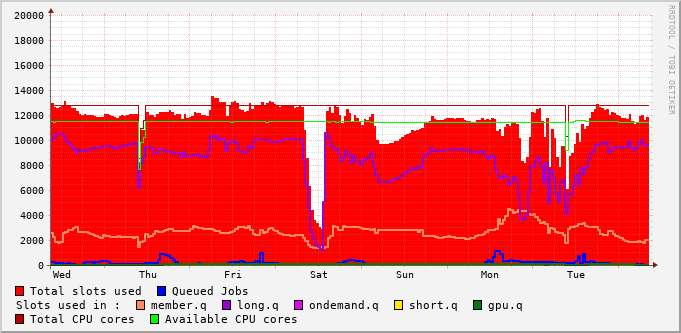 RRDTOOL / TOBI OETIKER
20000
18000
16000
14000
12000
10000
8000
6000
4000
2000
0
Wed Thu Fri Sat Sun Mon Tue
Total slots used Queued Jobs
Slots used in : member.q long.q ondemand.q short.q gpu.q
Total CPU cores Available CPU cores